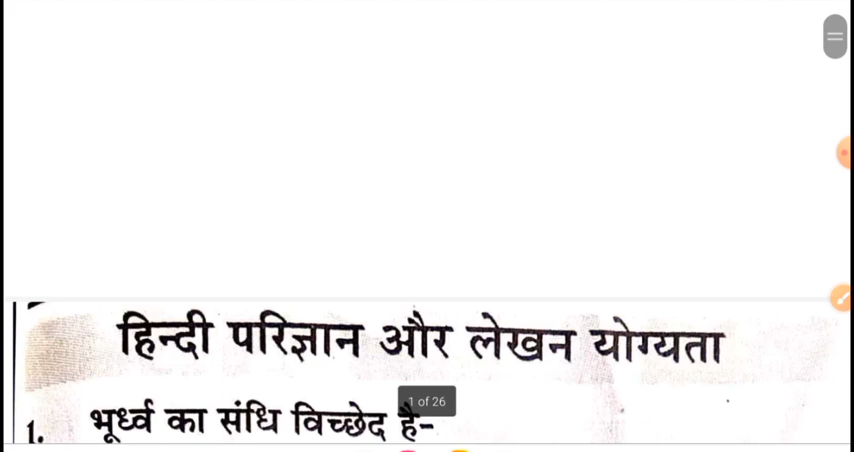 हिन्दी परिज्ञान और लेखन योग्यता
1 of 26
1. भूर्ध्व का संधि विच्छेद है-